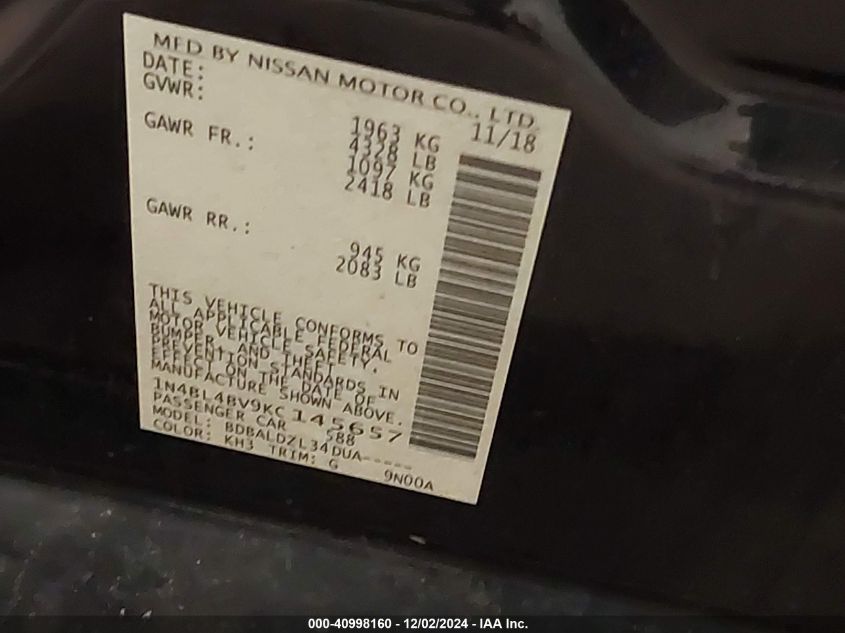 MFD BY NISSAN MOTOR CO., LTD.
DATE: 11/18
GVWR: 1963 KG
4328 LB
GAWR FR.: 1097 KG
2418 LB
GAWR RR.: 945 KG
2083 LB
THIS VEHICLE CONFORMS TO
ALL APPLICABLE FEDERAL
MOTOR VEHICLE SAFETY,
BUMPER, AND THEFT
PREVENTION STANDARDS IN
EFFECT ON THE DATE OF
MANUFACTURE SHOWN ABOVE.
1N4BL4BV9KC145657
PASSENGER CAR 588
MODEL: BDBALDZL34DUA-----
COLOR: KH3 TRIM: G 9N00A
000-40998160 - 12/02/2024 - IAA Inc.